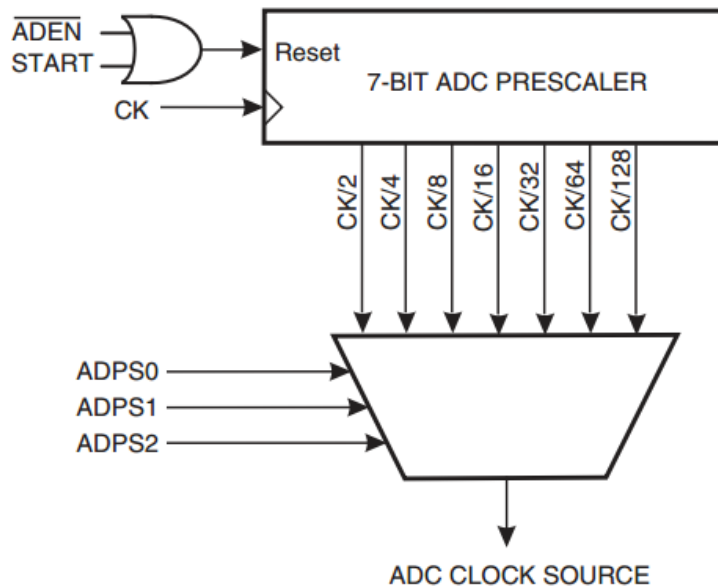 ADEN
START
Reset
7-BIT ADC PRESCALER
CK
CK/2
CK/4
CK/8
CK/16
CK/32
CK/64
CK/128
ADPS0
ADPS1
ADPS2
ADC CLOCK SOURCE